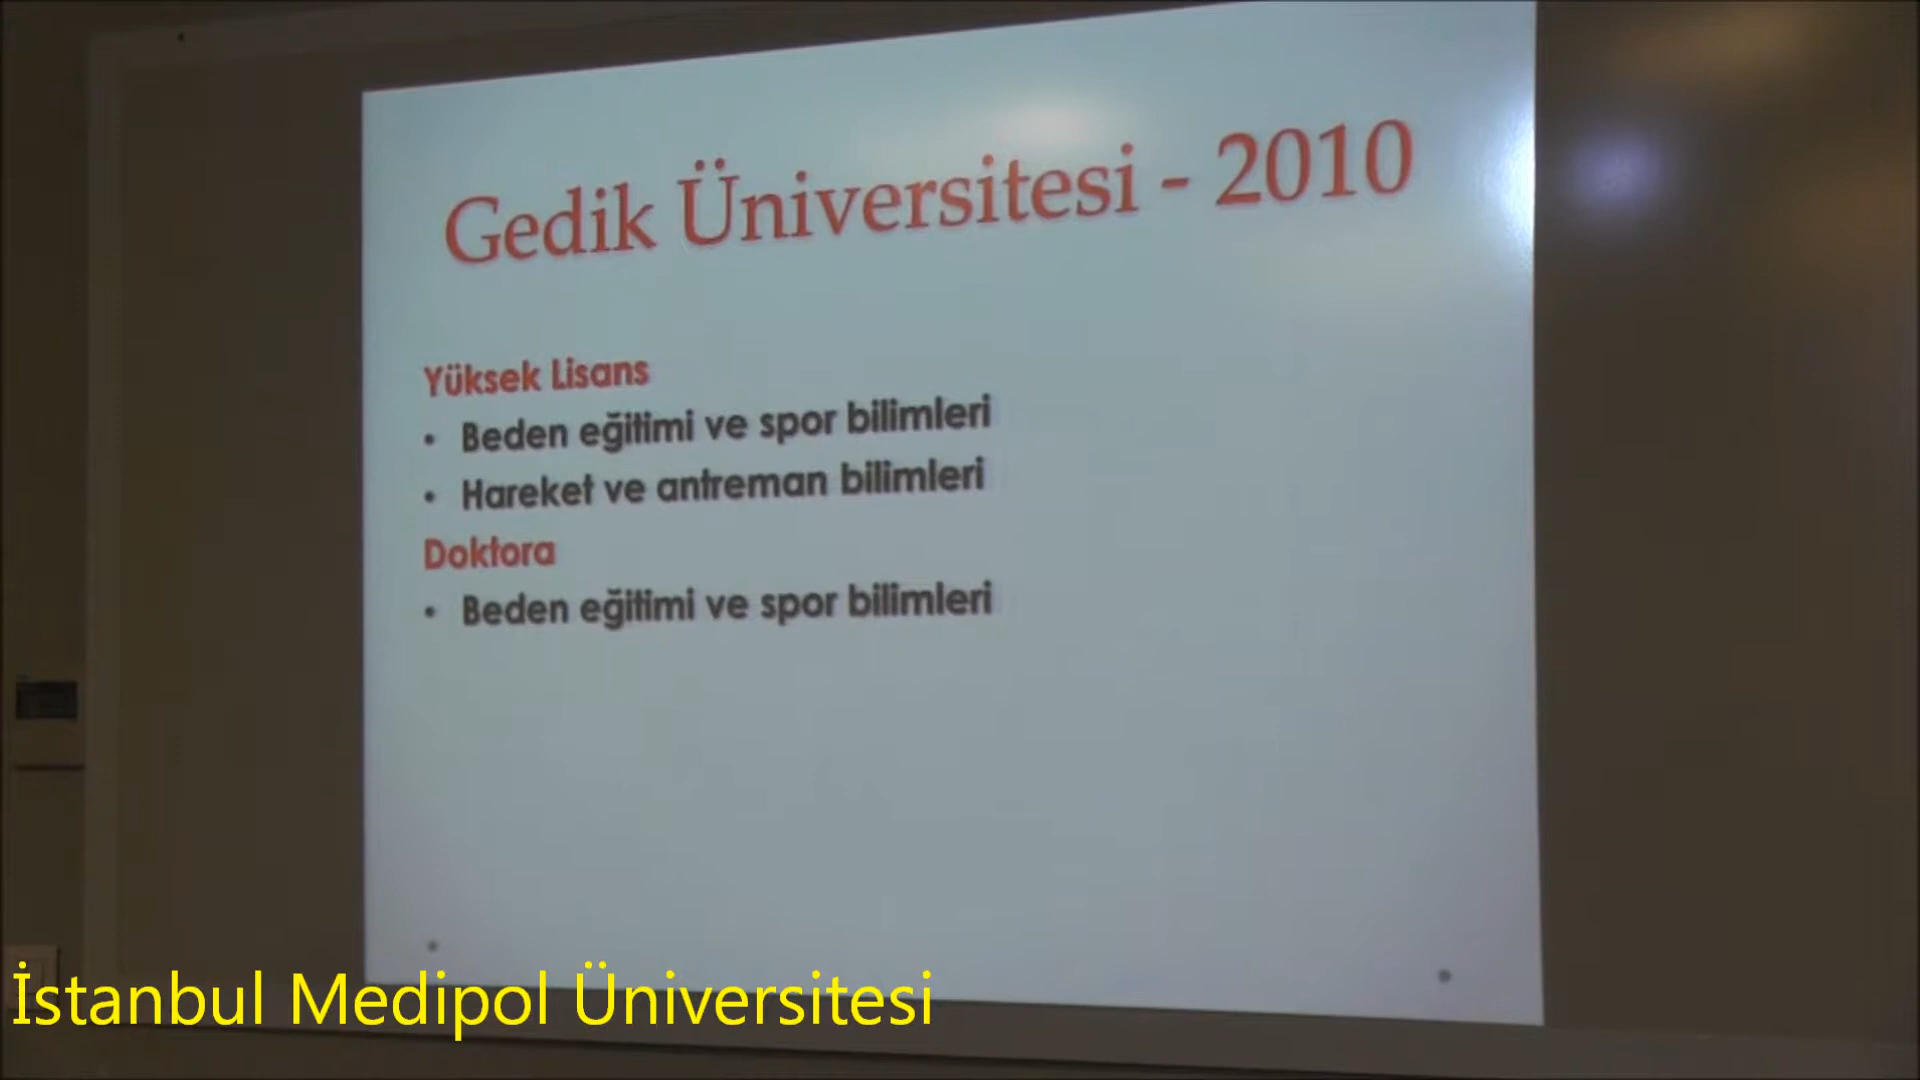 Gedik Üniversitesi - 2010
Yüksek Lisans
• Beden eğitimi ve spor bilimleri
• Hareket ve antreman bilimleri
Doktora
• Beden eğitimi ve spor bilimleri
İstanbul Medipol Üniversitesi